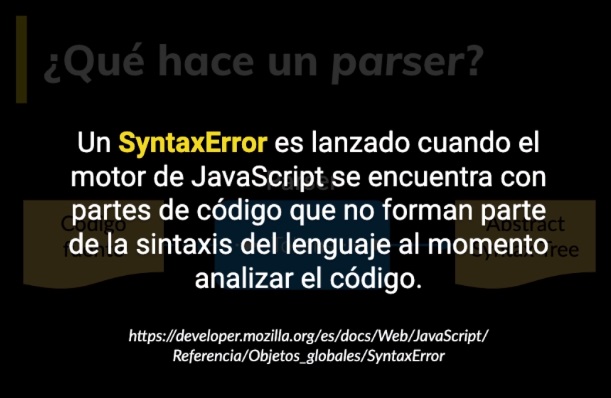 ¿Qué hace un parser?
Un SyntaxError es lanzado cuando el
motor de JavaScript se encuentra con
partes de código que no forman parte
de la sintaxis del lenguaje al momento
analizar el código.
Código
fuente
Abstract
Syntax Tree
https://developer.mozilla.org/es/docs/Web/JavaScript/
Referencia/Objetos_globales/SyntaxError